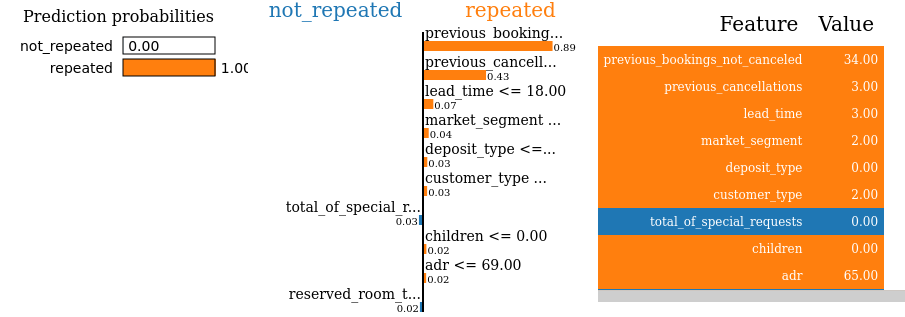 Prediction probabilities
not_repeated 0.00
repeated 1.00
not_repeated repeated
previous_booking...
0.89
previous_cancell...
0.43
lead_time <= 18.00
0.07
market_segment ...
0.04
deposit_type <=...
0.03
customer_type ...
0.03
total_of_special_r...
0.03
children <= 0.00
0.02
adr <= 69.00
0.02
reserved_room_t...
0.02
Feature Value
previous_bookings_not_canceled 34.00
previous_cancellations 3.00
lead_time 3.00
market_segment 2.00
deposit_type 0.00
customer_type 2.00
total_of_special_requests 0.00
children 0.00
adr 65.00